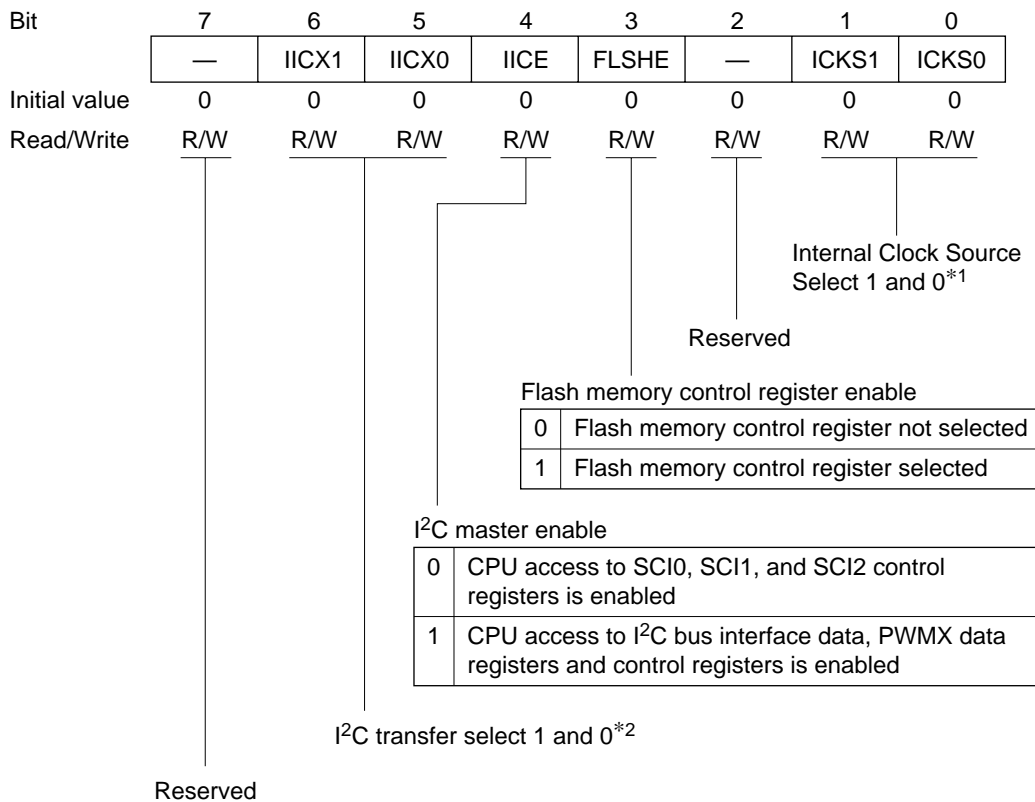 Bit 7 6 5 4 3 2 1 0
— IICX1 IICX0 IICE FLSHE — ICKS1 ICKS0
Initial value 0 0 0 0 0 0 0 0
Read/Write R/W R/W R/W R/W R/W R/W R/W R/W
Internal Clock Source
Select 1 and 0*1
Reserved
Flash memory control register enable
0 Flash memory control register not selected
1 Flash memory control register selected
I2C master enable
0 CPU access to SCI0, SCI1, and SCI2 control
registers is enabled
1 CPU access to I2C bus interface data, PWMX data
registers and control registers is enabled
I2C transfer select 1 and 0*2
Reserved